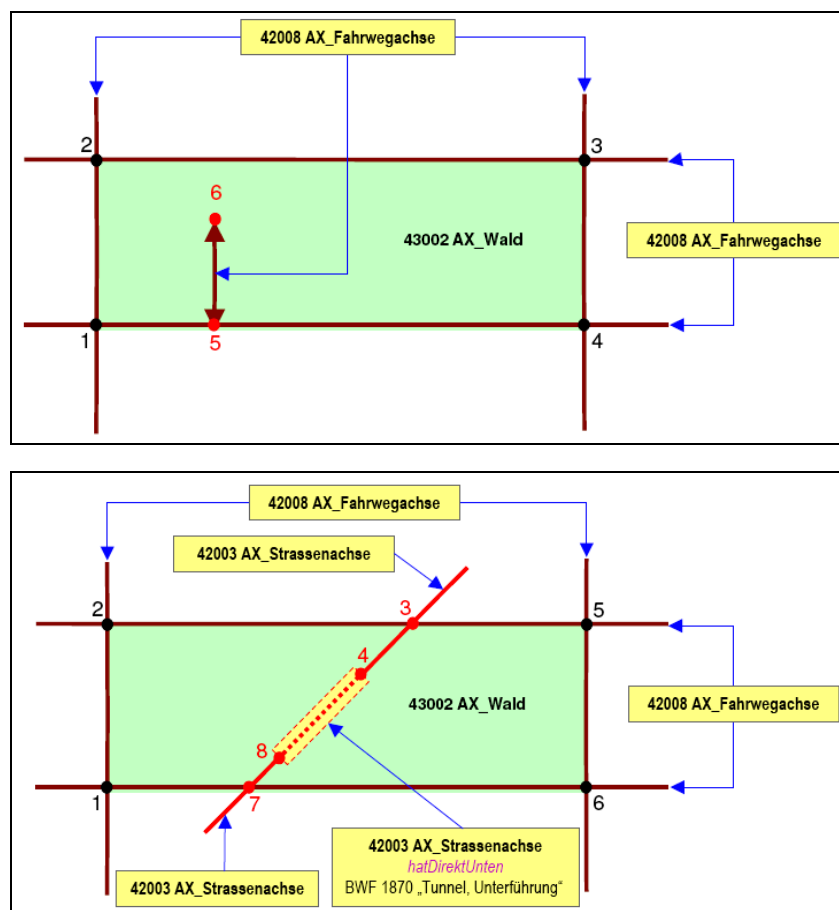 42008 AX_Fahrwegachse
2
3
6
43002 AX_Wald
42008 AX_Fahrwegachse
1
5
4
42008 AX_Fahrwegachse
42003 AX_Strassenachse
2
3
5
4
43002 AX_Wald
42008 AX_Fahrwegachse
8
1
7
6
42003 AX_Strassenachse
42003 AX_Strassenachse
hatDirektUnten
BWF 1870 „Tunnel, Unterführung“